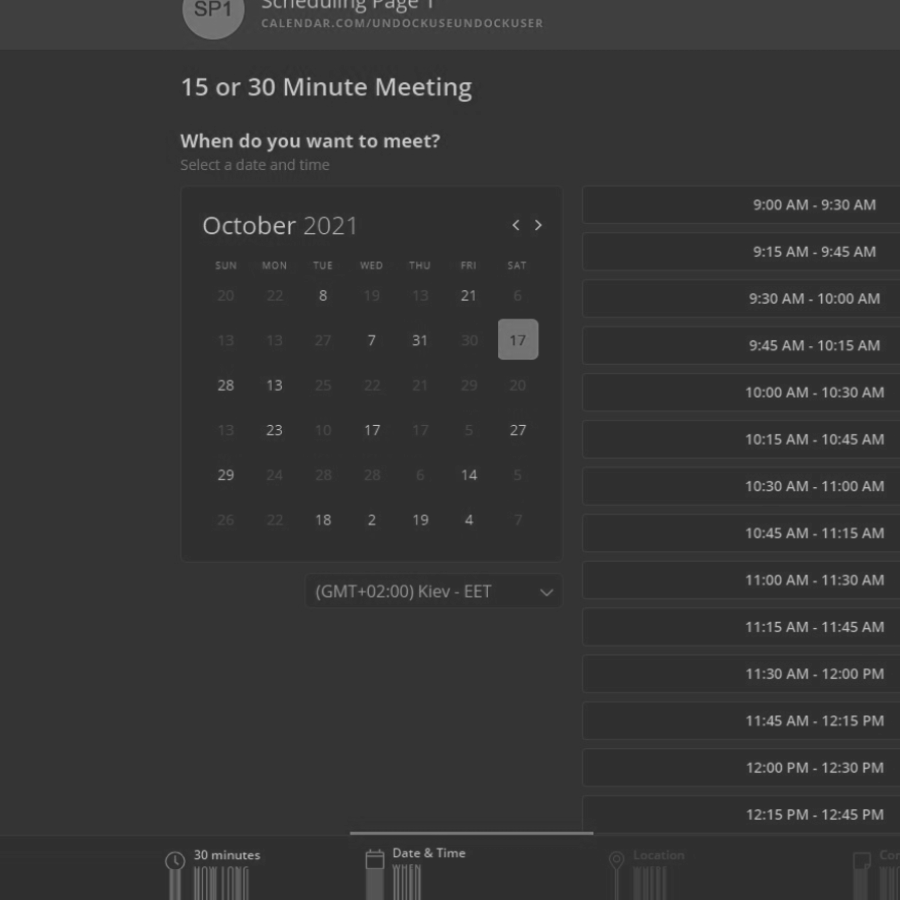 SP1
Scheduling Page 1
CALENDAR.COM/UNDOCKUSEUNDOCKUSER
15 or 30 Minute Meeting
When do you want to meet?
Select a date and time
October 2021
SUN MON TUE WED THU FRI SAT
20 22 8 19 13 21 6
13 13 27 7 31 30 17
28 13 25 22 21 29 20
13 23 10 17 17 5 27
29 24 28 28 6 14 5
26 22 18 2 19 4 7
(GMT+02:00) Kiev - EET
9:00 AM - 9:30 AM
9:15 AM - 9:45 AM
9:30 AM - 10:00 AM
9:45 AM - 10:15 AM
10:00 AM - 10:30 AM
10:15 AM - 10:45 AM
10:30 AM - 11:00 AM
10:45 AM - 11:15 AM
11:00 AM - 11:30 AM
11:15 AM - 11:45 AM
11:30 AM - 12:00 PM
11:45 AM - 12:15 PM
12:00 PM - 12:30 PM
12:15 PM - 12:45 PM
30 minutes
HOW LONG
Date & Time
WHEN
Location